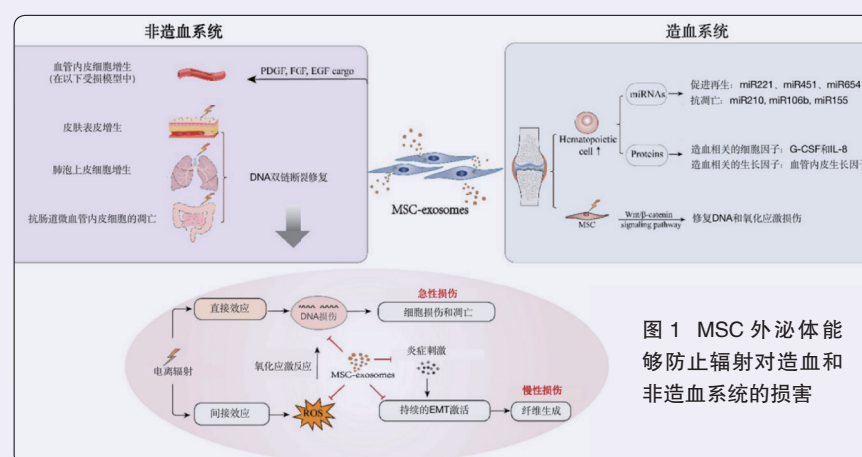 非造血系统
血管内皮细胞增生
(在以下受损模型中)
PDGF, FGF, EGF cargo
皮肤表皮增生
肺泡上皮细胞增生
DNA双链断裂修复
抗肠道微血管内皮细胞的凋亡
MSC-exosomes
造血系统
miRNAs
促进再生：miR221、miR451、miR654
抗凋亡：miR210, miR106b, miR155
Hematopoietic
cell ↑
Proteins
造血相关的细胞因子：G-CSF和IL-8
造血相关的生长因子：血管内皮生长因子
MSC
Wnt/β-catenin
signaling pathway
修复DNA和氧化应激损伤
急性损伤
直接效应
DNA损伤
细胞损伤和凋亡
电离辐射
氧化应激反应
MSC-exosomes
炎症刺激
慢性损伤
间接效应
ROS
持续的EMT激活
纤维生成
图 1 MSC 外泌体能
够防止辐射对造血和
非造血系统的损害